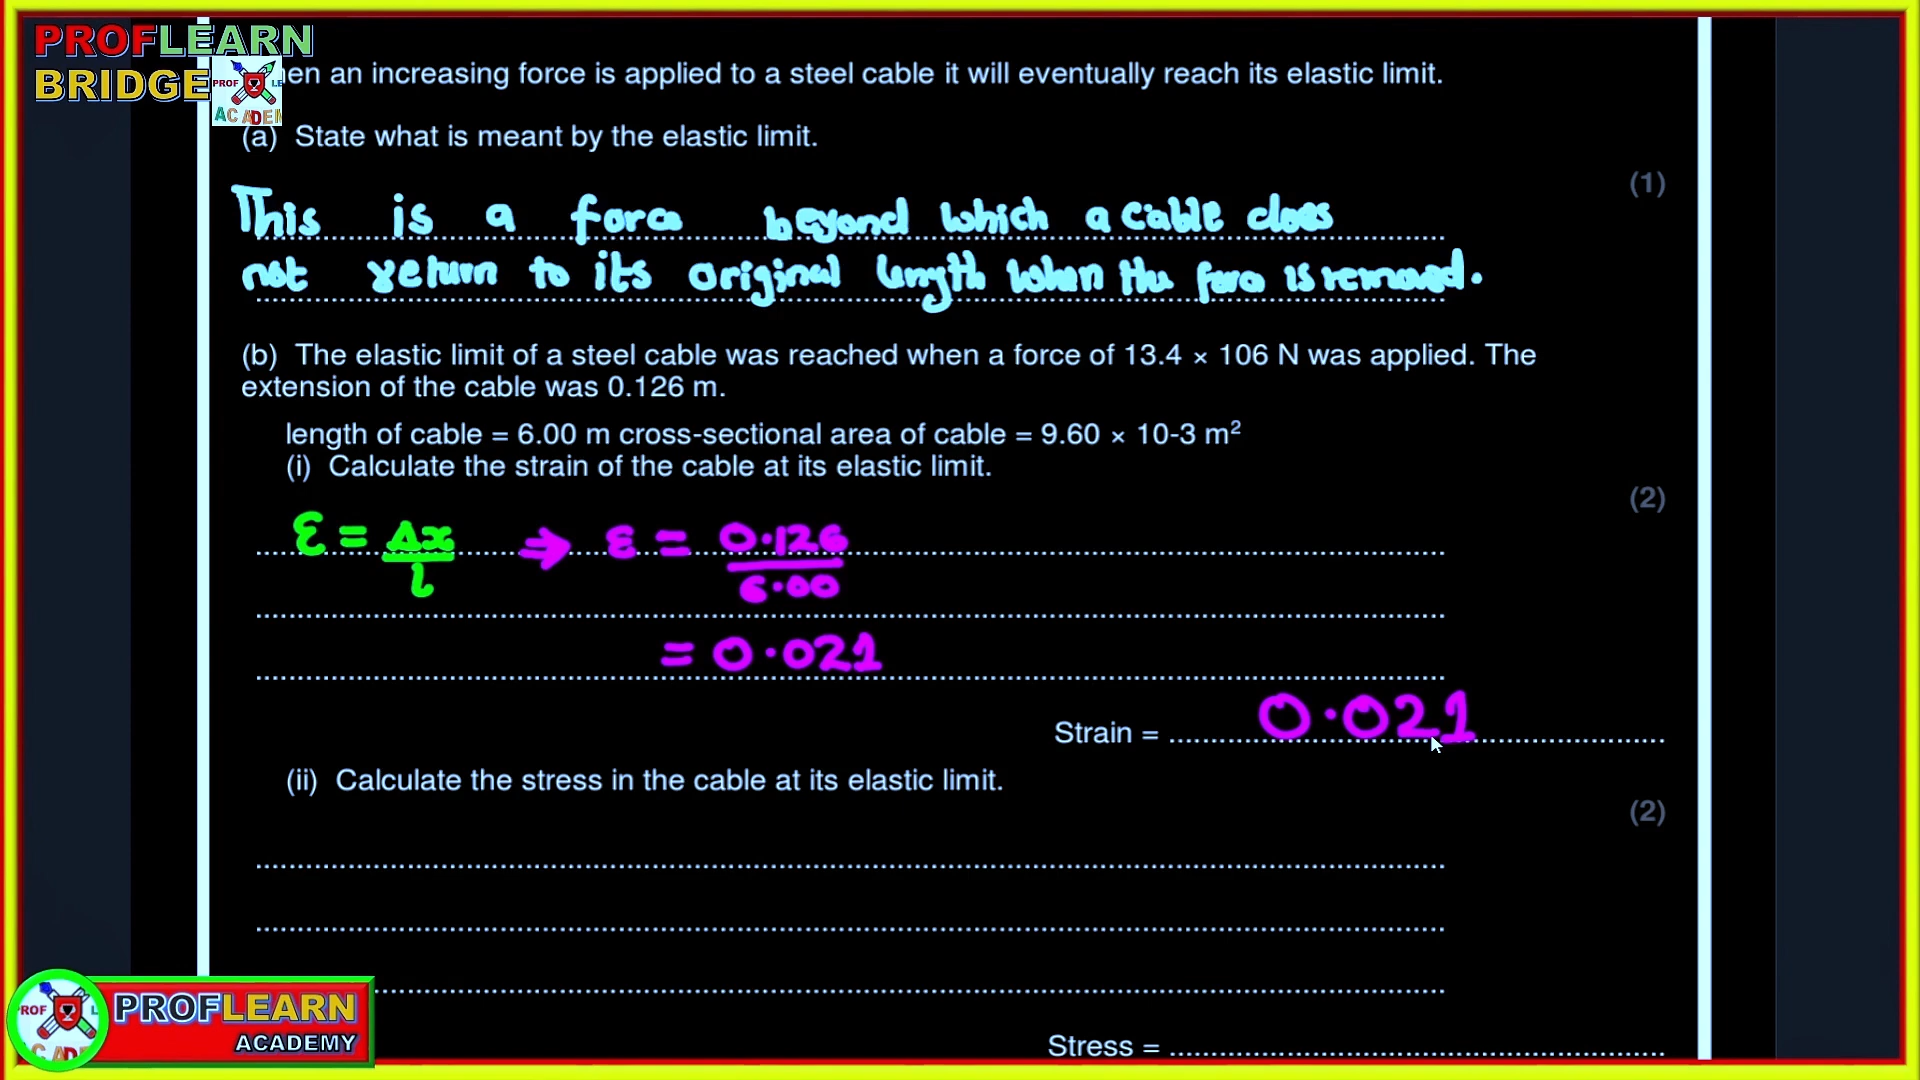 PROFLEARN
BRIDGE
PROF LE
ACADEM
en an increasing force is applied to a steel cable it will eventually reach its elastic limit.
(a) State what is meant by the elastic limit.
(1)
This is a force beyond which a cable does
not return to its original length when the force is removed.
(b) The elastic limit of a steel cable was reached when a force of 13.4 × 106 N was applied. The
extension of the cable was 0.126 m.
length of cable = 6.00 m cross-sectional area of cable = 9.60 × 10-3 m²
(i) Calculate the strain of the cable at its elastic limit.
(2)
ε = Δx/l ⇒ ε = 0.126/6.00
= 0.021
Strain = 0.021
(ii) Calculate the stress in the cable at its elastic limit.
(2)
PROF L
CAD
PROFLEARN
ACADEMY
Stress =